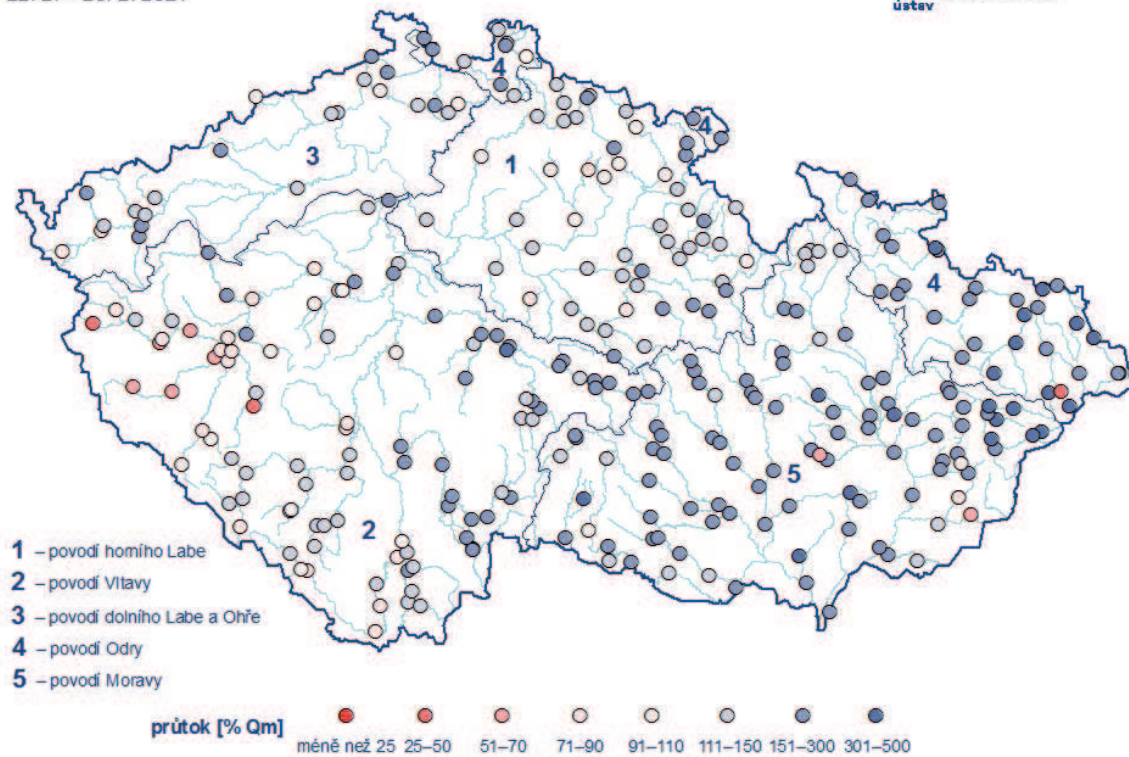 ústav
4
4
3
1
4
5
2
1 – povodí horního Labe
2 – povodí Vltavy
3 – povodí dolního Labe a Ohře
4 – povodí Odry
5 – povodí Moravy
průtok [% Qm]
méně než 25 25–50 51–70 71–90 91–110 111–150 151–300 301–500